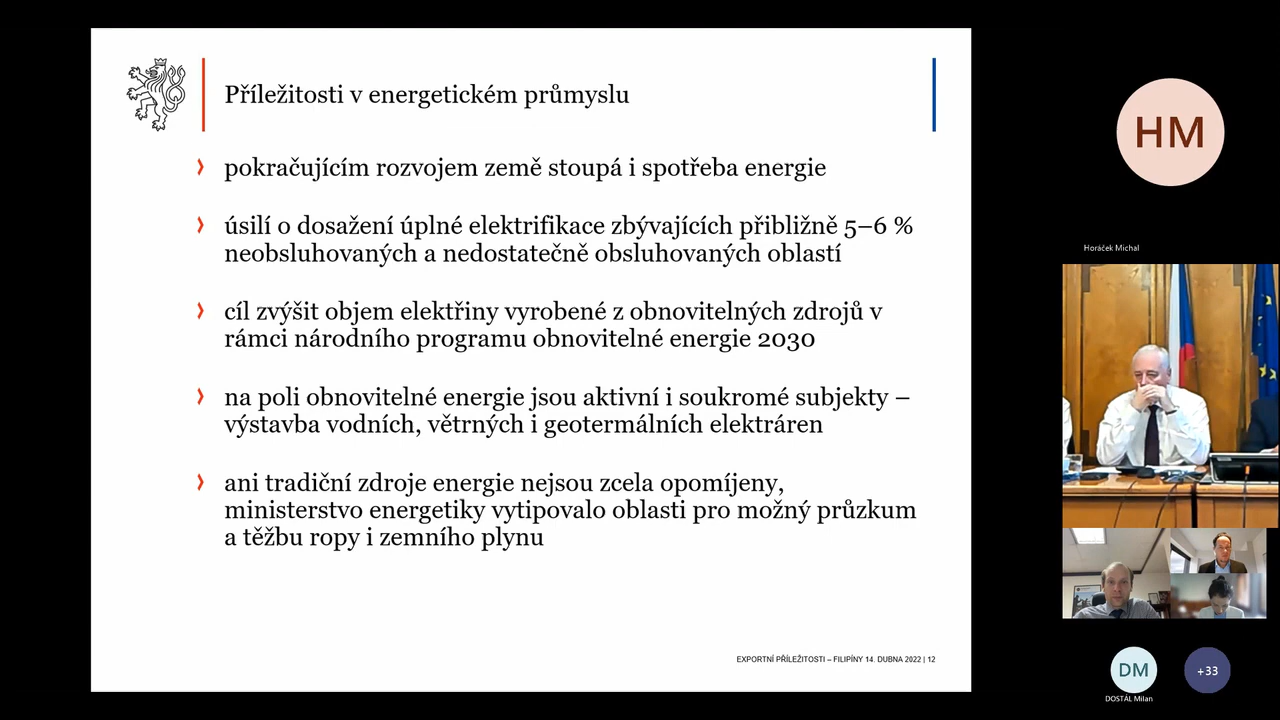 Příležitosti v energetickém průmyslu
pokračujícím rozvojem země stoupá i spotřeba energie
úsilí o dosažení úplné elektrifikace zbývajících přibližně 5–6 %
neobsluhovaných a nedostatečně obsluhovaných oblastí
cíl zvýšit objem elektřiny vyrobené z obnovitelných zdrojů v
rámci národního programu obnovitelné energie 2030
na poli obnovitelné energie jsou aktivní i soukromé subjekty –
výstavba vodních, větrných i geotermálních elektráren
ani tradiční zdroje energie nejsou zcela opomíjeny,
ministerstvo energetiky vytipovalo oblasti pro možný průzkum
a těžbu ropy i zemního plynu
EXPORTNÍ PŘÍLEŽITOSTI – FILIPÍNY 14. DUBNA 2022 | 12
HM
Horáček Michal
DM
DOSTÁL Milan
+33